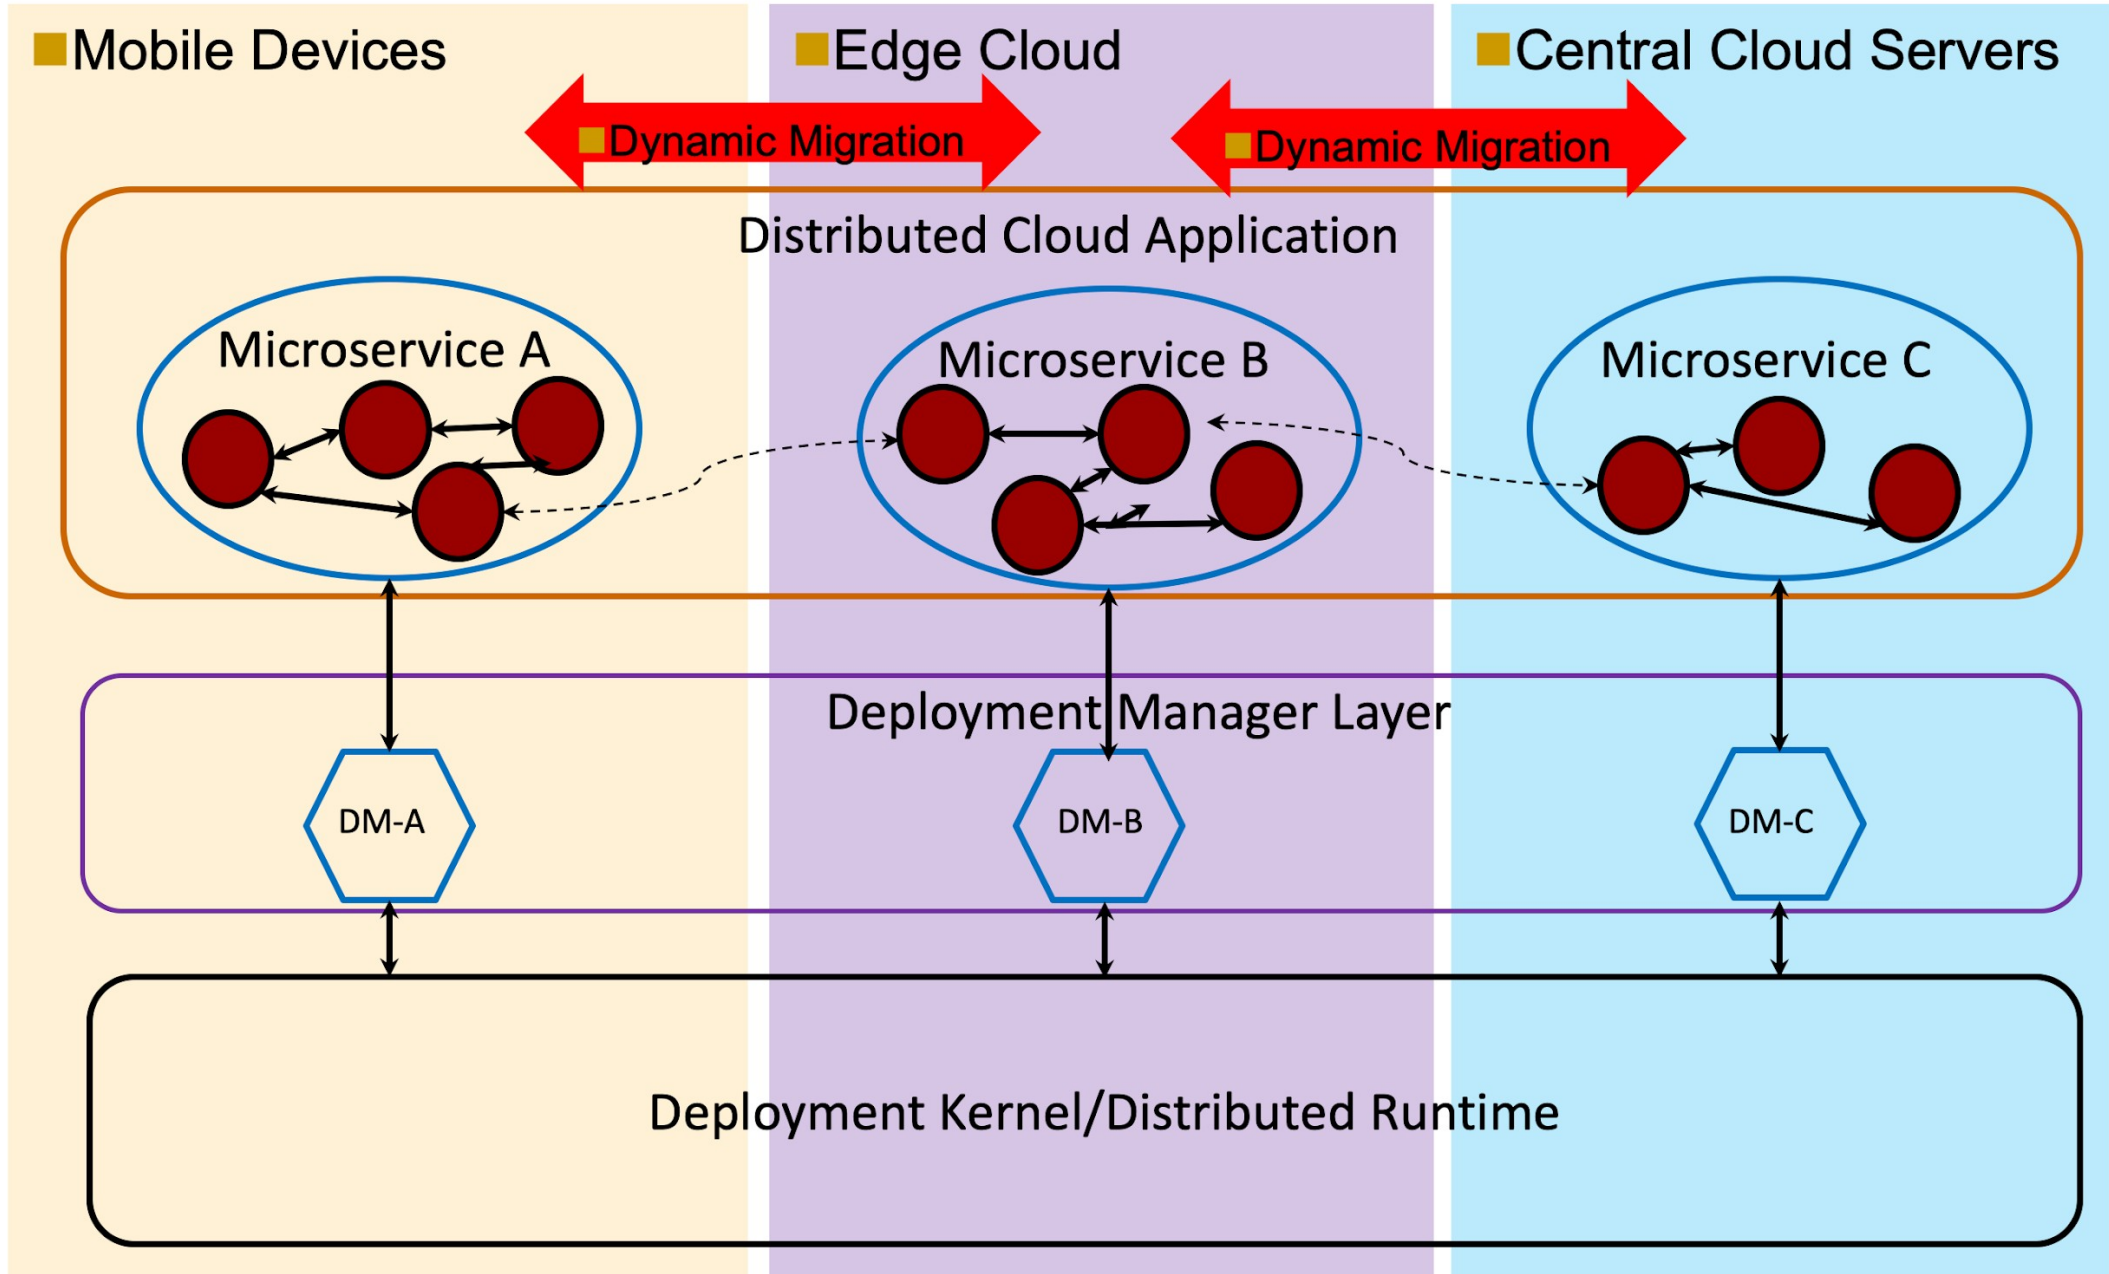 Mobile Devices
Edge Cloud
Central Cloud Servers
Dynamic Migration
Dynamic Migration
Distributed Cloud Application
Microservice A
Microservice B
Microservice C
Deployment Manager Layer
DM-A
DM-B
DM-C
Deployment Kernel/Distributed Runtime